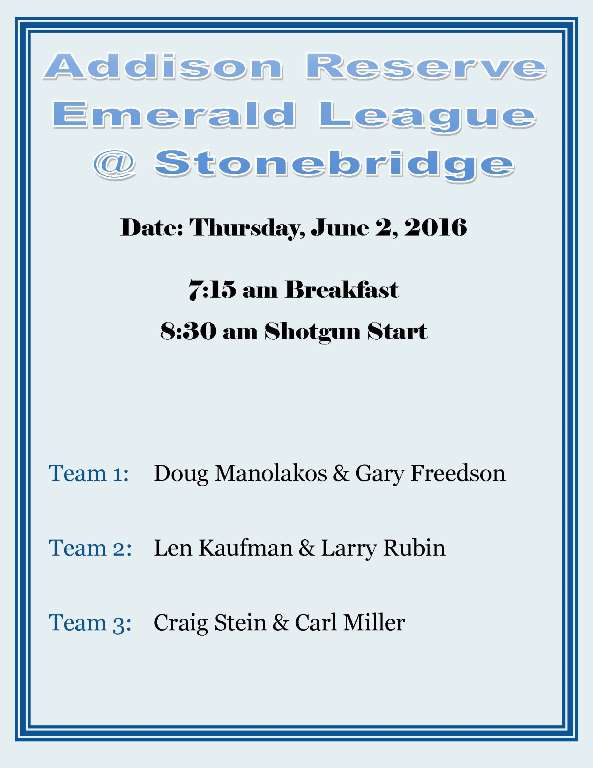 Addison Reserve
Emerald League
@ Stonebridge
Date: Thursday, June 2, 2016
7:15 am Breakfast
8:30 am Shotgun Start
Team 1: Doug Manolakos & Gary Freedson
Team 2: Len Kaufman & Larry Rubin
Team 3: Craig Stein & Carl Miller